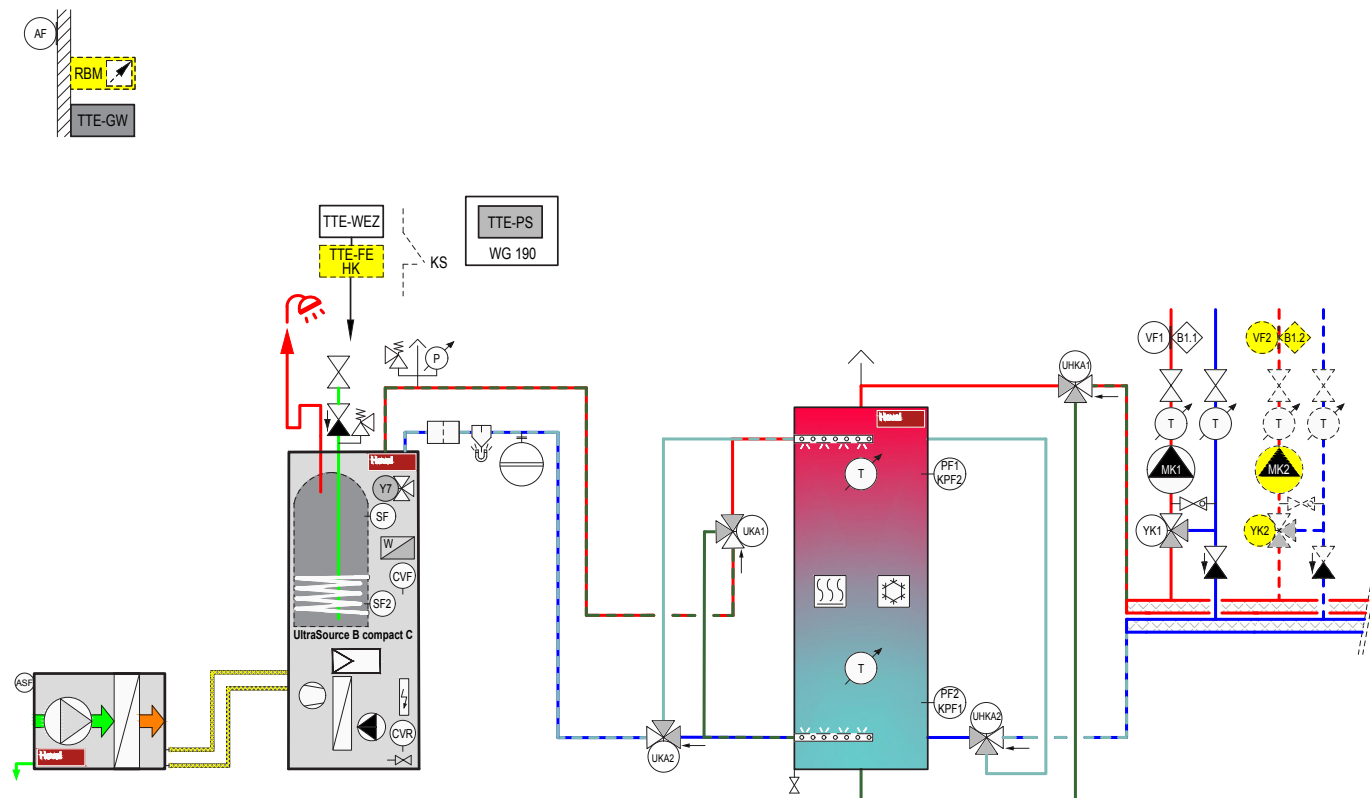 AF
RBM
TTE-GW
TTE-WEZ
TTE-FE
HK
KS
TTE-PS
WG 190
P
Y7
SF
W
CVF
SF2
UltraSource B compact C
CVR
ASF
UKA1
UKA2
T
PF1
KPF2
T
PF2
KPF1
UHKA1
UHKA2
VF1
B1.1
VF2
B1.2
T
T
T
T
MK1
MK2
YK1
YK2